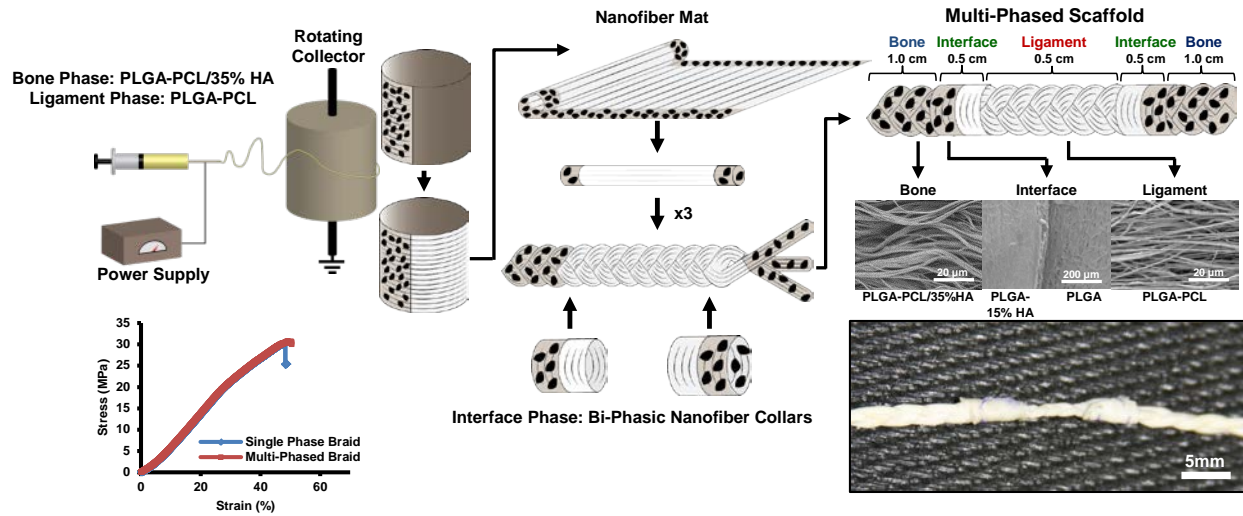 Rotating
Collector
Bone Phase: PLGA-PCL/35% HA
Ligament Phase: PLGA-PCL
Power Supply
Nanofiber Mat
x3
Interface Phase: Bi-Phasic Nanofiber Collars
Multi-Phased Scaffold
Bone Interface Ligament Interface Bone
1.0 cm 0.5 cm 0.5 cm 0.5 cm 1.0 cm
Bone Interface Ligament
20 μm 200 μm 20 μm
PLGA-PCL/35%HA PLGA- PLGA PLGA-PCL
15% HA
5mm
Stress (MPa)
35
30
25
20
15
10
5
0
0 20 40 60
Strain (%)
Single Phase Braid
Multi-Phased Braid